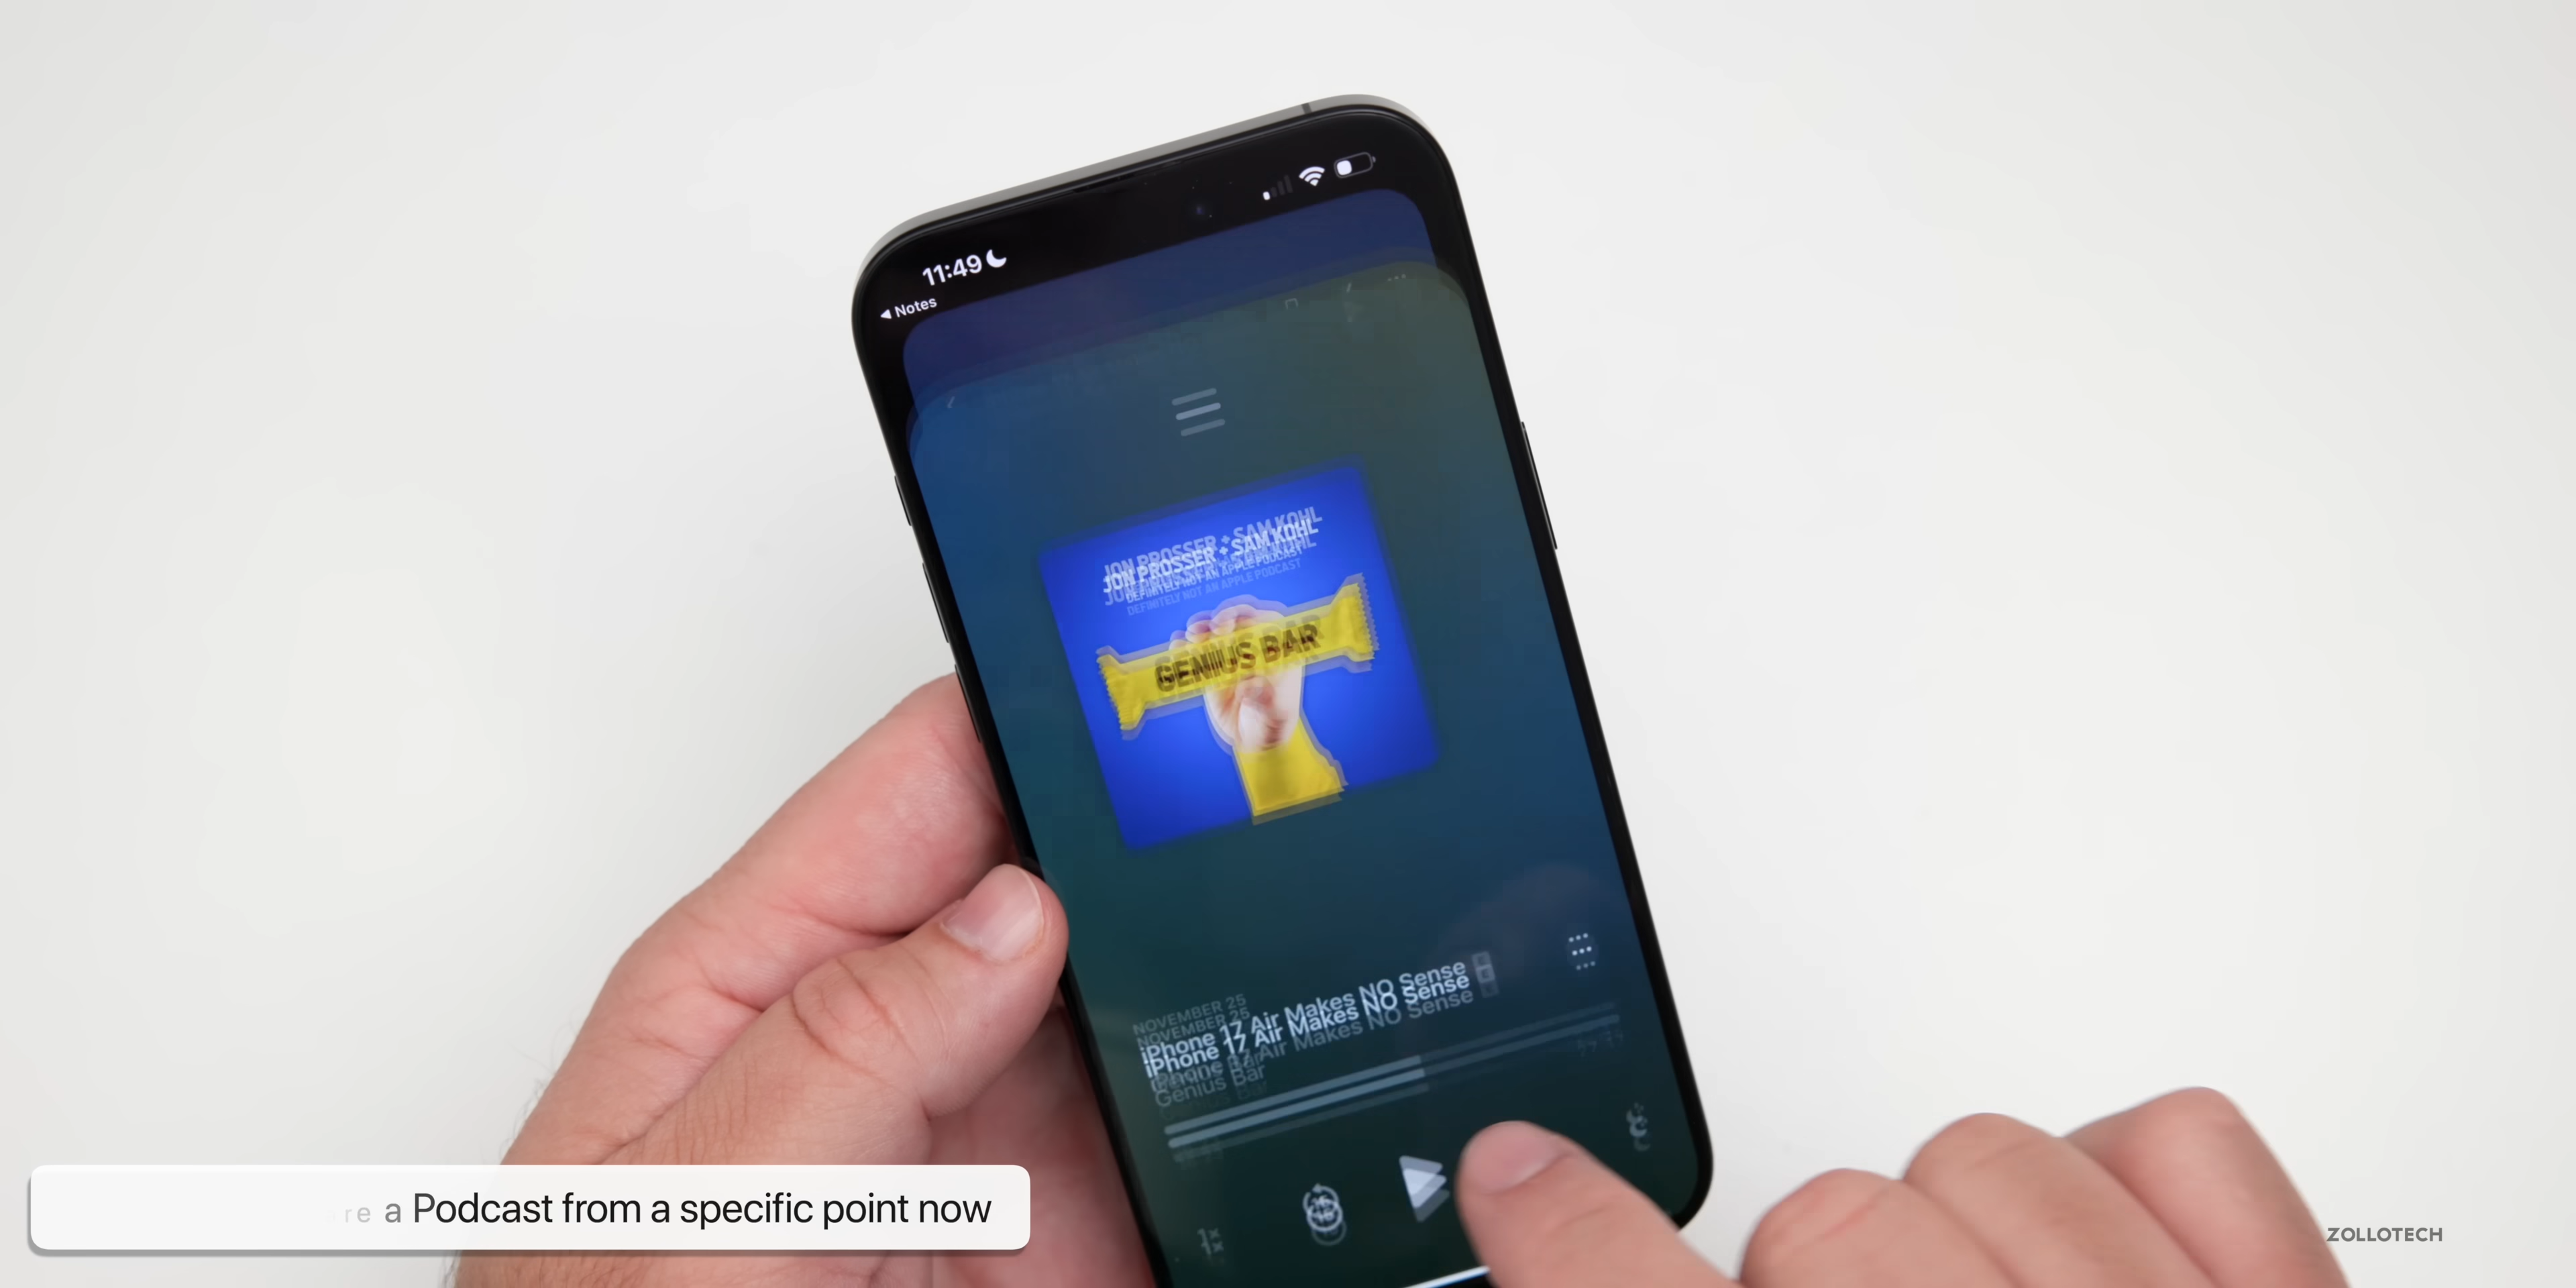 11:49
Notes
JON PROSSER + SAM KOHL
DEFINITELY NOT AN APPLE PODCAST
GENIUS BAR
NOVEMBER 25
iPhone 17 Air Makes NO Sense
Genius Bar
1x
a Podcast from a specific point now
ZOLLOTECH